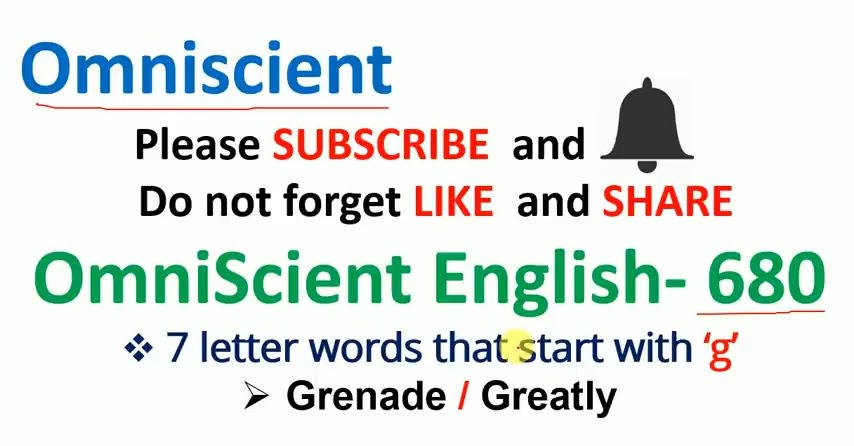 Omniscient
Please SUBSCRIBE and
Do not forget LIKE and SHARE
OmniScient English- 680
❖ 7 letter words that start with ‘g’
➢ Grenade / Greatly